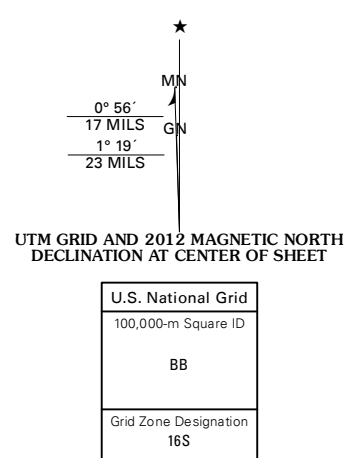 ★
MN
0° 56´
17 MILS
GN
1° 19´
23 MILS
UTM GRID AND 2012 MAGNETIC NORTH
DECLINATION AT CENTER OF SHEET
U.S. National Grid
100,000-m Square ID
BB
Grid Zone Designation
16S